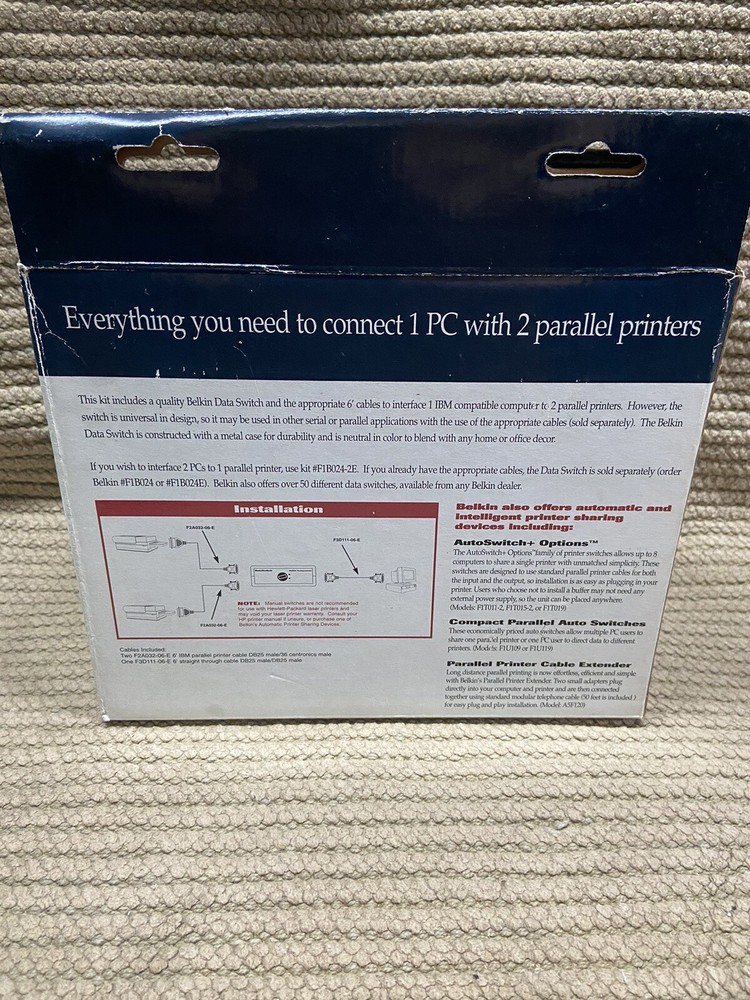 Everything you need to connect 1 PC with 2 parallel printers
This kit includes a quality Belkin Data Switch and the appropriate 6' cables to interface 1 IBM compatible computer to 2 parallel printers. However, the
switch is universal in design, so it may be used in other serial or parallel applications with the use of the appropriate cables (sold separately). The Belkin
Data Switch is constructed with a metal case for durability and is neutral in color to blend with any home or office decor.
If you wish to interface 2 PCs to 1 parallel printer, use kit #F1B024-2E. If you already have the appropriate cables, the Data Switch is sold separately (order
Belkin #F1B024 or #F1B024E). Belkin also offers over 50 different data switches, available from any Belkin dealer.
Installation
F2A032-06-E
F3D111-06-E
F2A032-06-E
NOTE: Manual switches are not recommended
for use with Hewlett-Packard laser printers and
may void your laser printer warranty. Consult your
HP printer manual if unsure, or purchase one of
Belkin's Automatic Printer Sharing Devices.
Cables Included:
Two F2A032-06-E 6' IBM parallel printer cable DB25 male/36 centronics male
One F3D111-06-E 6' straight through cable DB25 male/DB25 male
Belkin also offers automatic and
intelligent printer sharing
devices including:
AutoSwitch+ Options™
The AutoSwitch+ Options™ family of printer switches allows up to 8
computers to share a single printer with unmatched simplicity. These
switches are designed to use standard parallel printer cables for both
the input and the output, so installation is as easy as plugging in your
printer. Users who choose not to install a buffer may not need any
external power supply, so the unit can be placed anywhere.
(Models: F1T011-2, F1T015-2, or F1T019)
Compact Parallel Auto Switches
These economically priced auto switches allow multiple PC users to
share one parallel printer or one PC user to direct data to different
printers. (Models: F1U109 or F1U119)
Parallel Printer Cable Extender
Long distance parallel printing is now effortless, efficient and simple
with Belkin's Parallel Printer Extender. Two small adapters plug
directly into your computer and printer and are then connected
together using standard modular telephone cable (50 feet is included)
for easy plug and play installation. (Model: ASF120)